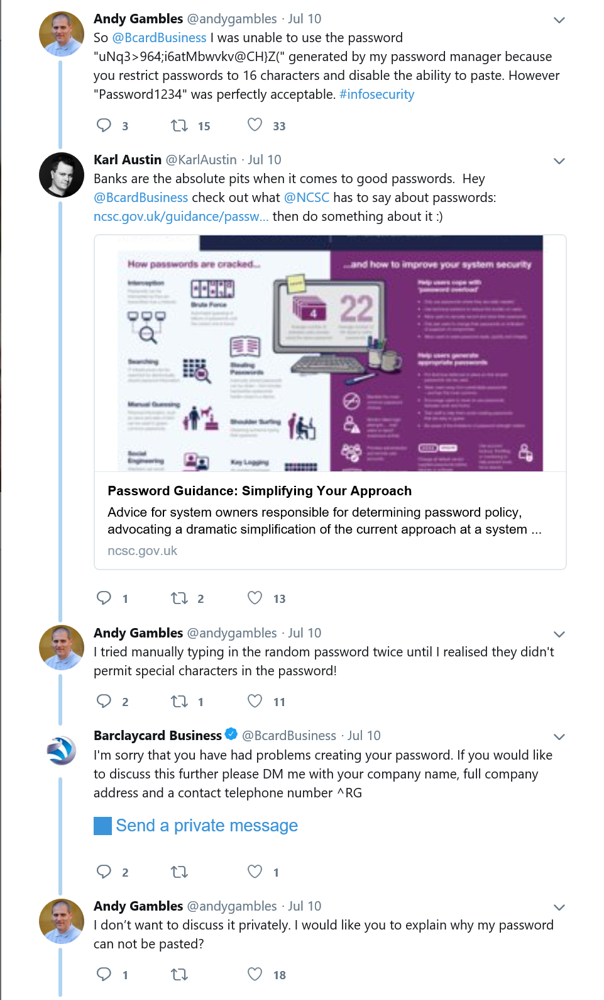 Andy Gambles @andygambles · Jul 10
So @BcardBusiness I was unable to use the password
"uNq3>964;i6atMbwvkv@CH}Z(" generated by my password manager because
you restrict passwords to 16 characters and disable the ability to paste. However
"Password1234" was perfectly acceptable. #infosecurity
3 15 33
Karl Austin @KarlAustin · Jul 10
Banks are the absolute pits when it comes to good passwords.  Hey
@BcardBusiness check out what @NCSC has to say about passwords:
ncsc.gov.uk/guidance/passw... then do something about it :)
How passwords are cracked...
...and how to improve your system security
Interception
Brute Force
4
22
Help users cope with
'password overload'
Searching
Stealing
Passwords
Help users generate
appropriate passwords
Manual Guessing
Shoulder Surfing
Social
Engineering
Key Logging
Password Guidance: Simplifying Your Approach
Advice for system owners responsible for determining password policy,
advocating a dramatic simplification of the current approach at a system ...
ncsc.gov.uk
1 2 13
Andy Gambles @andygambles · Jul 10
I tried manually typing in the random password twice until I realised they didn't
permit special characters in the password!
2 1 11
Barclaycard Business @BcardBusiness · Jul 10
I'm sorry that you have had problems creating your password. If you would like
to discuss this further please DM me with your company name, full company
address and a contact telephone number ^RG
Send a private message
2 1
Andy Gambles @andygambles · Jul 10
I don’t want to discuss it privately. I would like you to explain why my password
can not be pasted?
1 18